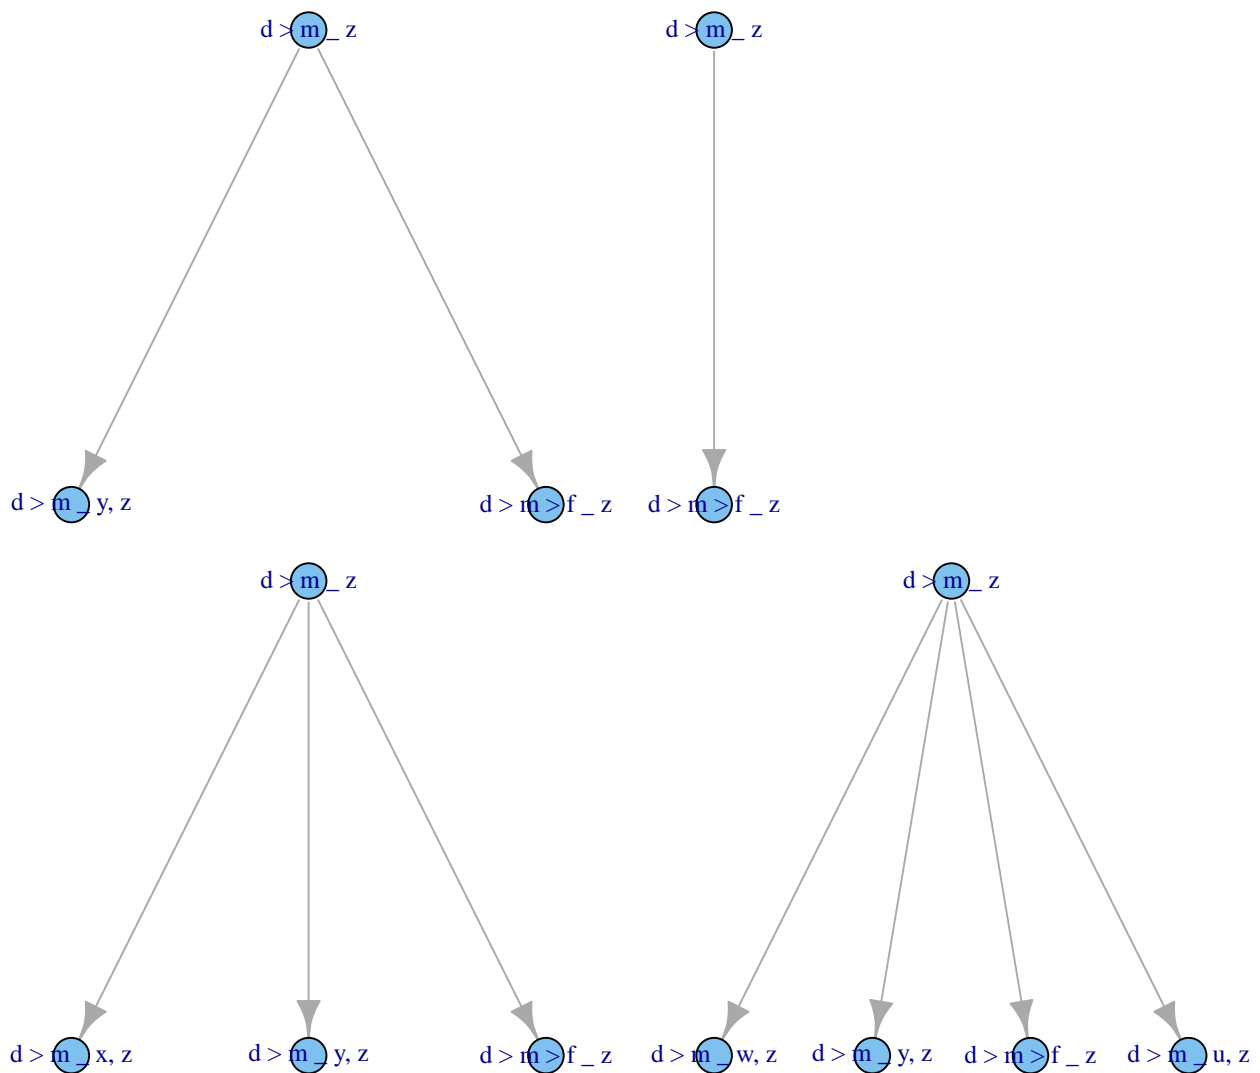 d > m _ z
d > m _ z
d > m _ y, z
d > m > f _ z
d > m > f _ z
d > m _ z
d > m _ z
d > m _ x, z
d > m _ y, z
d > m > f _ z
d > m _ w, z
d > m _ y, z
d > m > f _ z
d > m _ u, z